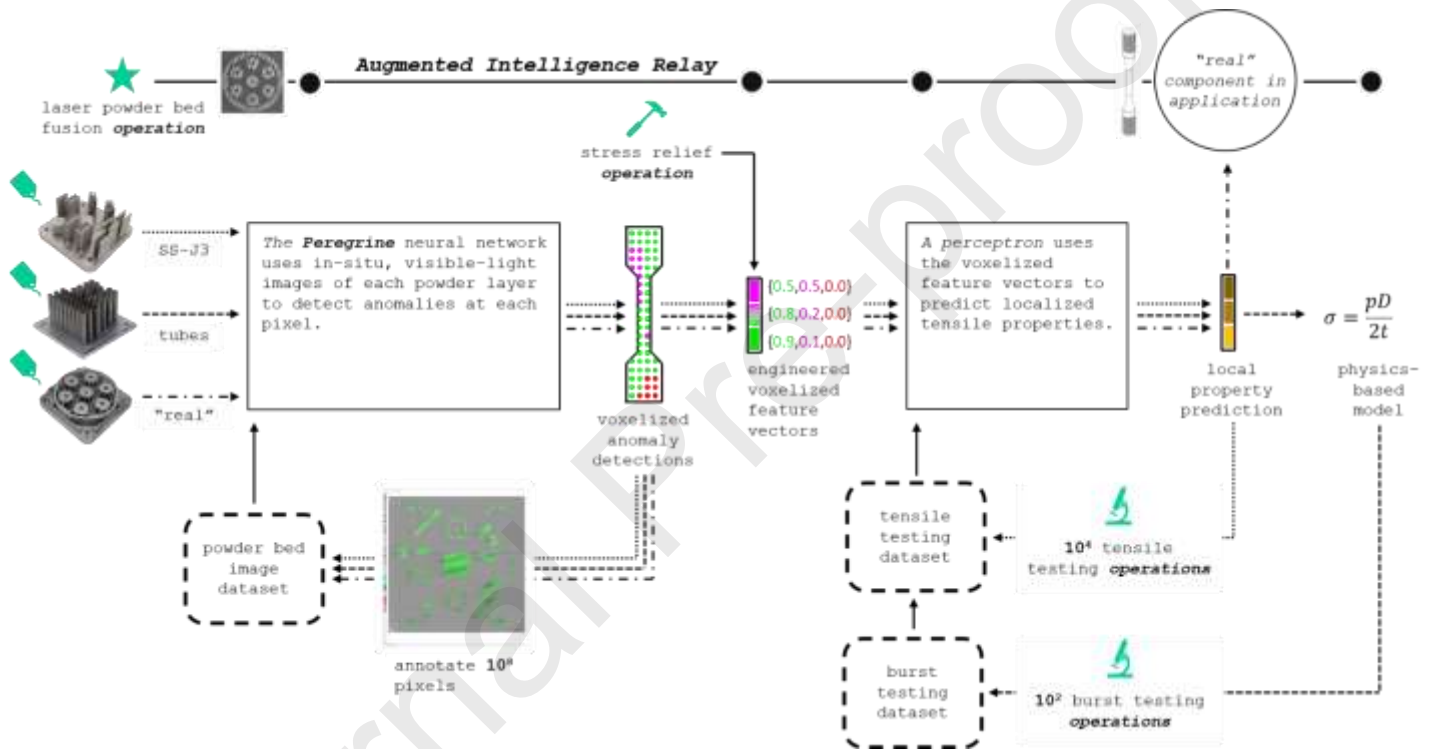 Augmented Intelligence Relay
laser powder bed
fusion operation
"real"
component in
application
stress relief
operation
SS-J3
tubes
"real"
The Peregrine neural network
uses in-situ, visible-light
images of each powder layer
to detect anomalies at each
pixel.
voxelized
anomaly
detections
{0.5,0.5,0.0}
{0.8,0.2,0.0}
{0.9,0.1,0.0}
engineered
voxelized
feature
vectors
A perceptron uses
the voxelized
feature vectors to
predict localized
tensile properties.
local
property
prediction
σ = pD/2t
physics-
based
model
powder bed
image
dataset
annotate 10⁸
pixels
tensile
testing
dataset
10⁴ tensile
testing operations
burst
testing
dataset
10² burst testing
operations
nal Pre-proo